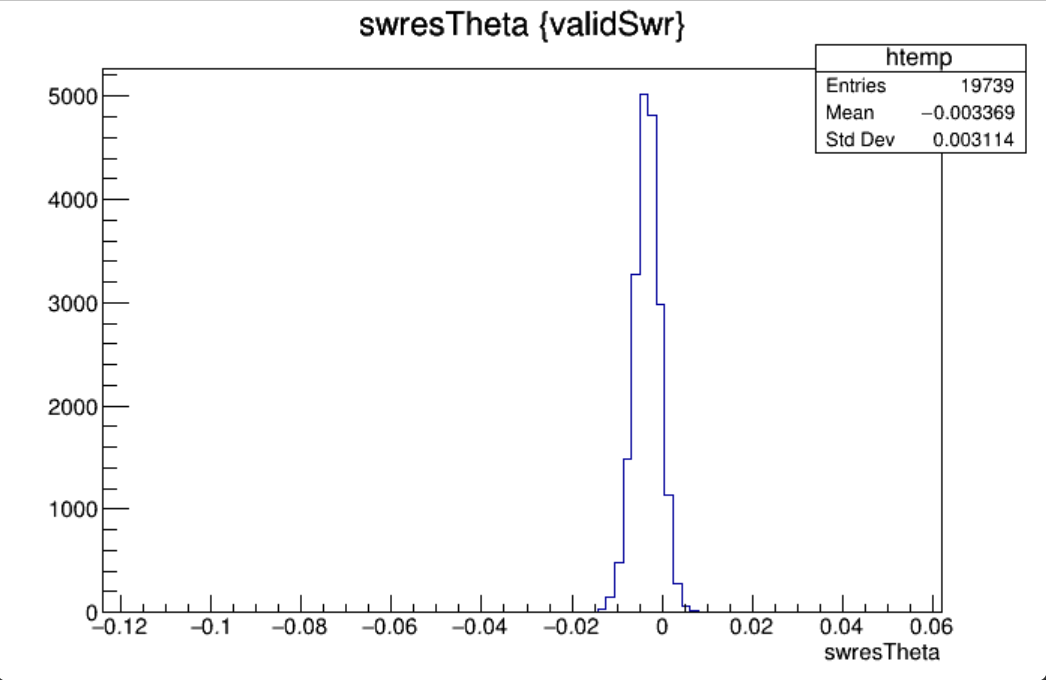 swresTheta {validSwr}
htemp
Entries 19739
Mean −0.003369
Std Dev 0.003114
5000
4000
3000
2000
1000
0
−0.12 −0.1 −0.08 −0.06 −0.04 −0.02 0 0.02 0.04 0.06
swresTheta